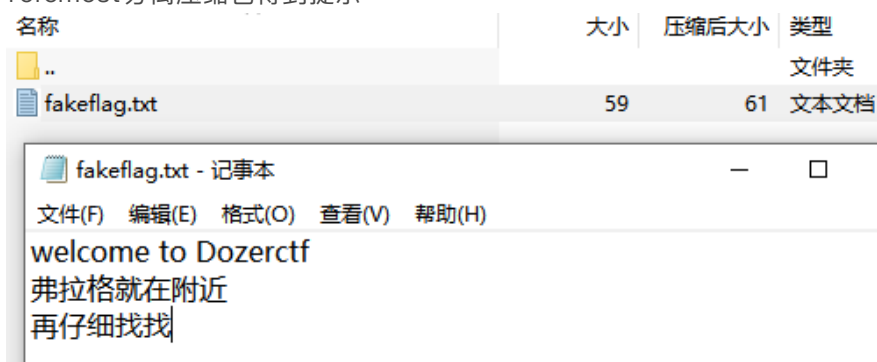 名称 大小 压缩后大小 类型
.. 文件夹
fakeflag.txt 59 61 文本文档
fakeflag.txt - 记事本
文件(F) 编辑(E) 格式(O) 查看(V) 帮助(H)
welcome to Dozerctf
弗拉格就在附近
再仔细找找